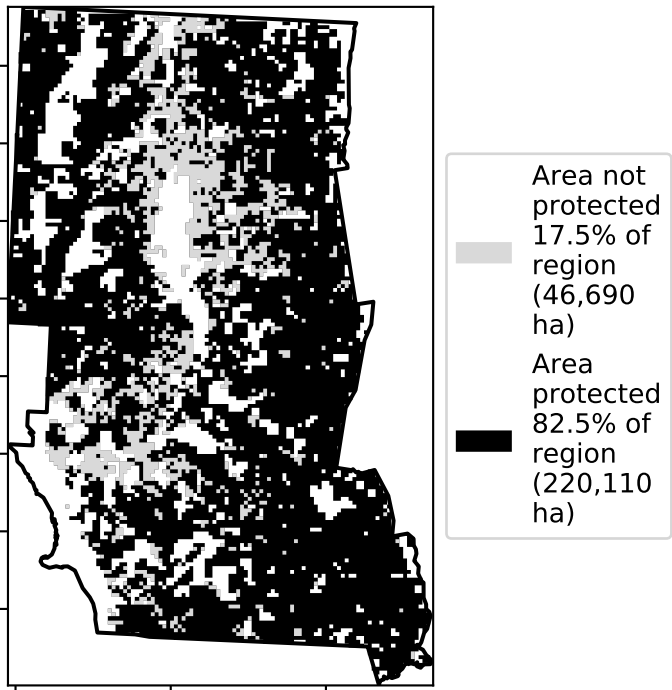 Area not
protected
17.5% of
region
(46,690
ha)
Area
protected
82.5% of
region
(220,110
ha)